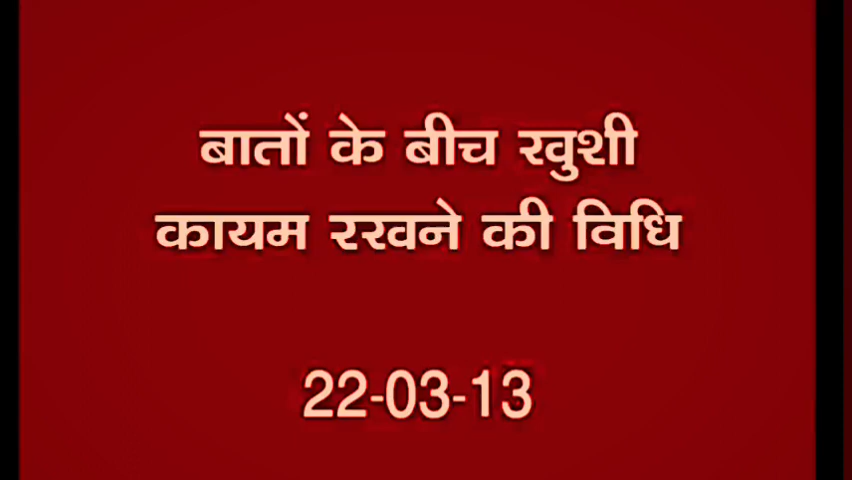 बातों के बीच खुशी
कायम रखने की विधि
22-03-13